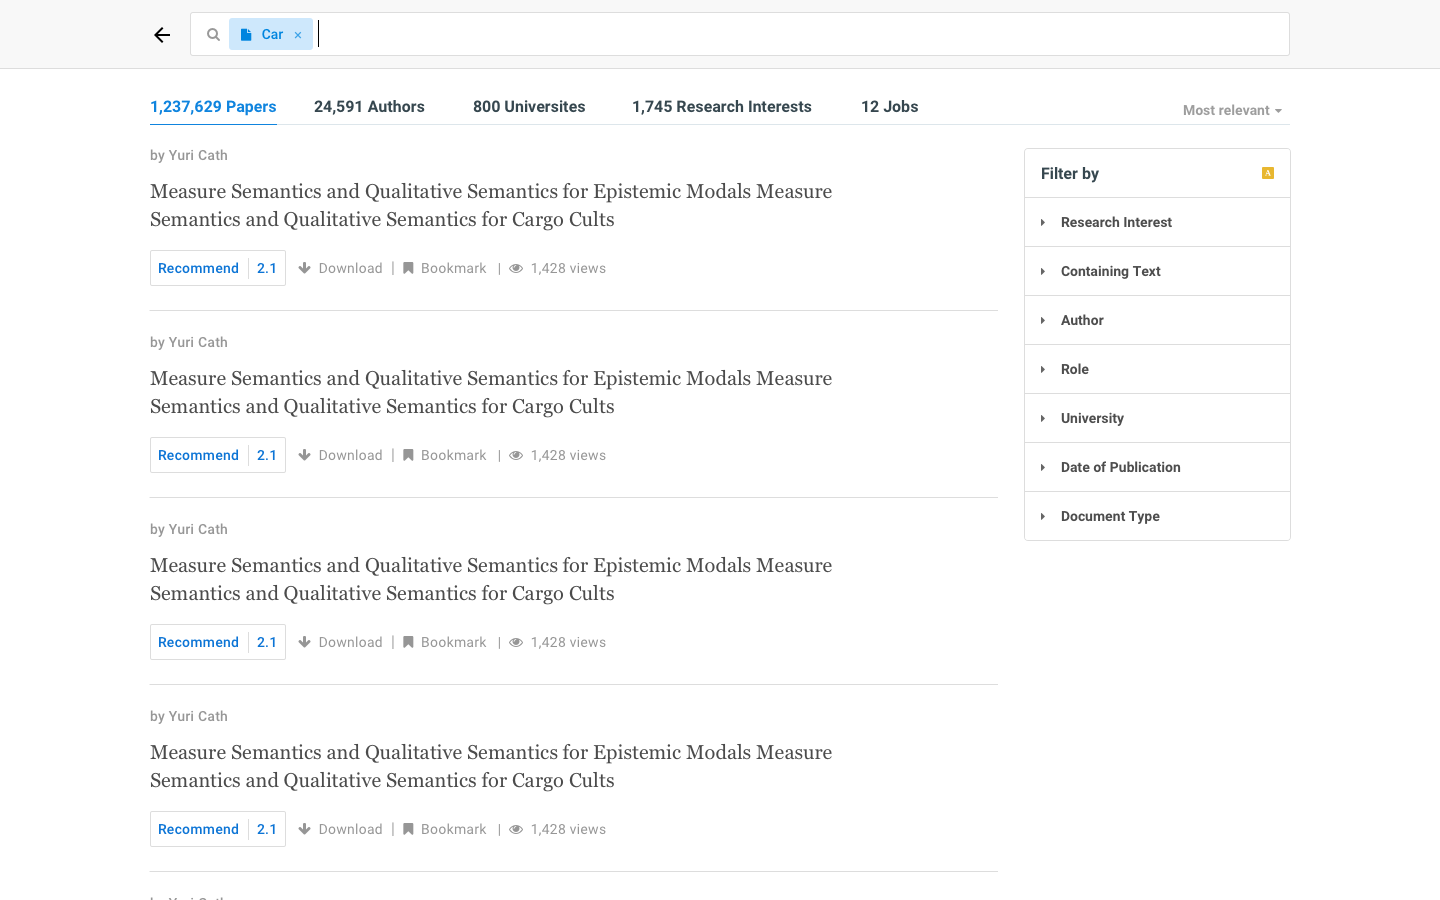 Car ×
1,237,629 Papers 24,591 Authors 800 Universites 1,745 Research Interests 12 Jobs Most relevant
by Yuri Cath
Measure Semantics and Qualitative Semantics for Epistemic Modals Measure
Semantics and Qualitative Semantics for Cargo Cults
Recommend 2.1 Download | Bookmark | 1,428 views
by Yuri Cath
Measure Semantics and Qualitative Semantics for Epistemic Modals Measure
Semantics and Qualitative Semantics for Cargo Cults
Recommend 2.1 Download | Bookmark | 1,428 views
by Yuri Cath
Measure Semantics and Qualitative Semantics for Epistemic Modals Measure
Semantics and Qualitative Semantics for Cargo Cults
Recommend 2.1 Download | Bookmark | 1,428 views
by Yuri Cath
Measure Semantics and Qualitative Semantics for Epistemic Modals Measure
Semantics and Qualitative Semantics for Cargo Cults
Recommend 2.1 Download | Bookmark | 1,428 views
Filter by A
Research Interest
Containing Text
Author
Role
University
Date of Publication
Document Type